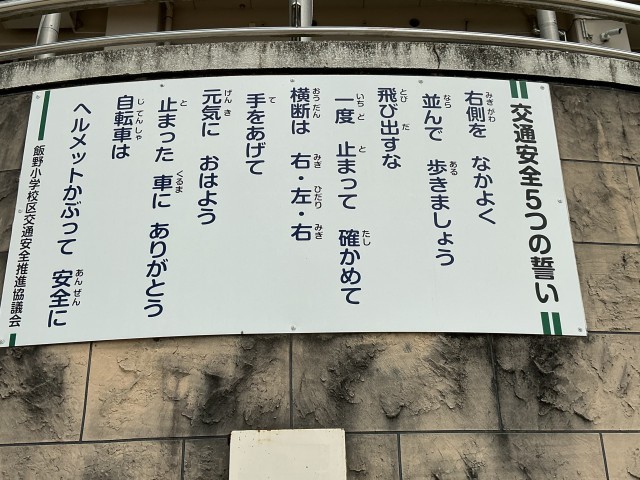 交通安全5つの誓い
右側を なかよく
並んで 歩きましょう
飛び出すな
一度 止まって 確かめて
横断は 右・左・右
手をあげて
元気に おはよう
止まった 車に ありがとう
自転車は
ヘルメットかぶって 安全に
飯野小学校区交通安全推進協議会